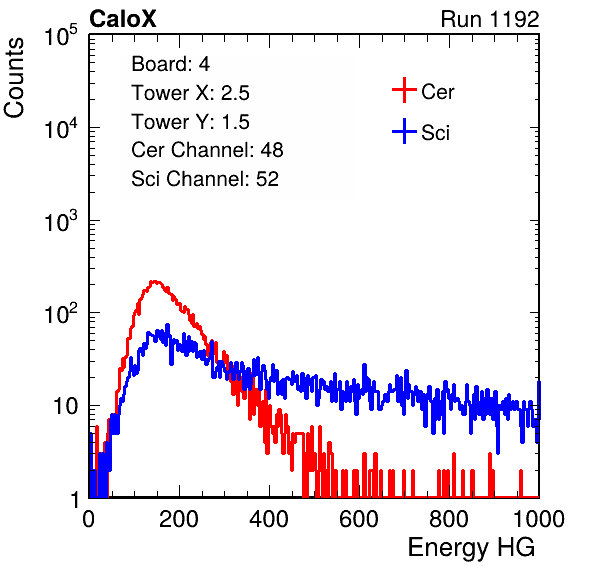 CaloX Run 1192
Counts
Board: 4
Tower X: 2.5
Tower Y: 1.5
Cer Channel: 48
Sci Channel: 52
Cer
Sci
10^5
10^4
10^3
10^2
10
1
0 200 400 600 800 1000
Energy HG